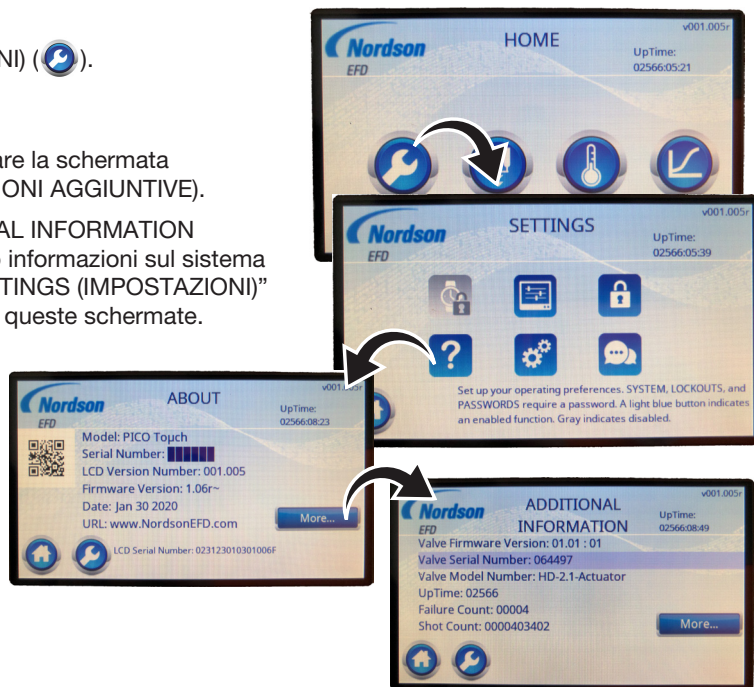 NI) ( ).
are la schermata
IONI AGGIUNTIVE).
AL INFORMATION
o informazioni sul sistema
TTINGS (IMPOSTAZIONI)"
queste schermate.
Nordson
EFD
HOME
v001.005r
UpTime:
02566:05:21
Nordson
EFD
SETTINGS
v001.005r
UpTime:
02565:05:39
?
Set up your operating preferences. SYSTEM, LOCKOUTS, and
PASSWORDS require a password. A light blue button indicates
an enabled function. Gray indicates disabled.
Nordson
EFD
ABOUT
UpTime:
02566:08:23
Model: PICO Touch
Serial Number:
LCD Version Number: 001.005
Firmware Version: 1.06r~
Date: Jan 30 2020
URL: www.NordsonEFD.com
More...
LCD Serial Number: 023123010301006F
Nordson
EFD
ADDITIONAL
INFORMATION
v001.005r
UpTime:
02566:08:49
Valve Firmware Version: 01.01 : 01
Valve Serial Number: 064497
Valve Model Number: HD-2.1-Actuator
UpTime: 02566
Failure Count: 00004
Shot Count: 0000403402
More...